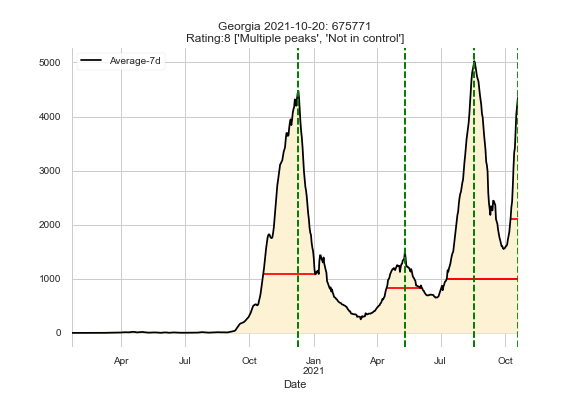 Georgia 2021-10-20: 675771
Rating:8 ['Multiple peaks', 'Not in control']
Average-7d
5000
4000
3000
2000
1000
0
Apr Jul Oct Jan Apr Jul Oct
2021
Date